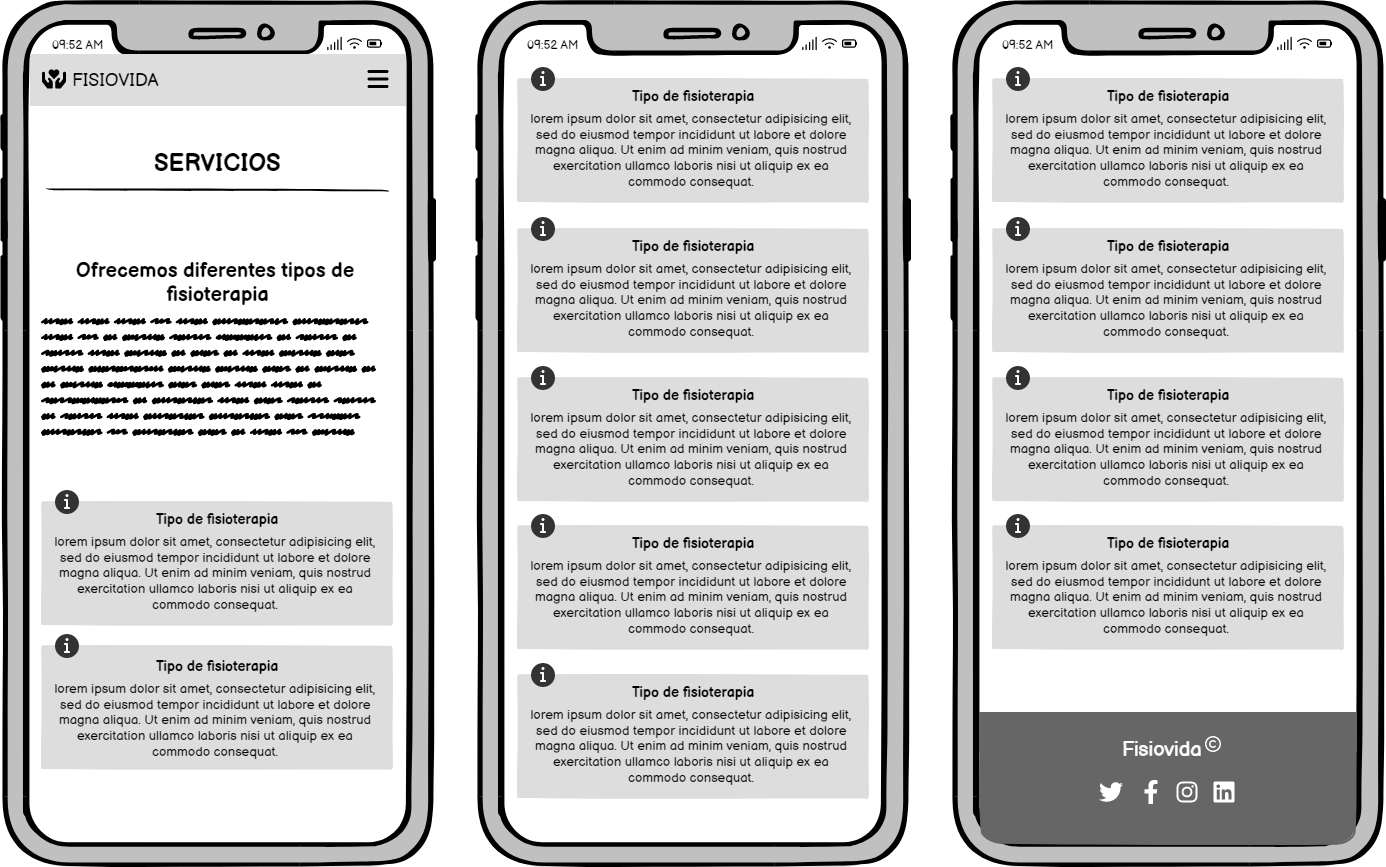 09:52 AM
FISIOVIDA
SERVICIOS
Ofrecemos diferentes tipos de
fisioterapia
Tipo de fisioterapia
lorem ipsum dolor sit amet, consectetur adipisicing elit,
sed do eiusmod tempor incididunt ut labore et dolore
magna aliqua. Ut enim ad minim veniam, quis nostrud
exercitation ullamco laboris nisi ut aliquip ex ea
commodo consequat.
Tipo de fisioterapia
lorem ipsum dolor sit amet, consectetur adipisicing elit,
sed do eiusmod tempor incididunt ut labore et dolore
magna aliqua. Ut enim ad minim veniam, quis nostrud
exercitation ullamco laboris nisi ut aliquip ex ea
commodo consequat.
09:52 AM
Tipo de fisioterapia
lorem ipsum dolor sit amet, consectetur adipisicing elit,
sed do eiusmod tempor incididunt ut labore et dolore
magna aliqua. Ut enim ad minim veniam, quis nostrud
exercitation ullamco laboris nisi ut aliquip ex ea
commodo consequat.
Tipo de fisioterapia
lorem ipsum dolor sit amet, consectetur adipisicing elit,
sed do eiusmod tempor incididunt ut labore et dolore
magna aliqua. Ut enim ad minim veniam, quis nostrud
exercitation ullamco laboris nisi ut aliquip ex ea
commodo consequat.
Tipo de fisioterapia
lorem ipsum dolor sit amet, consectetur adipisicing elit,
sed do eiusmod tempor incididunt ut labore et dolore
magna aliqua. Ut enim ad minim veniam, quis nostrud
exercitation ullamco laboris nisi ut aliquip ex ea
commodo consequat.
Tipo de fisioterapia
lorem ipsum dolor sit amet, consectetur adipisicing elit,
sed do eiusmod tempor incididunt ut labore et dolore
magna aliqua. Ut enim ad minim veniam, quis nostrud
exercitation ullamco laboris nisi ut aliquip ex ea
commodo consequat.
Tipo de fisioterapia
lorem ipsum dolor sit amet, consectetur adipisicing elit,
sed do eiusmod tempor incididunt ut labore et dolore
magna aliqua. Ut enim ad minim veniam, quis nostrud
exercitation ullamco laboris nisi ut aliquip ex ea
commodo consequat.
09:52 AM
Tipo de fisioterapia
lorem ipsum dolor sit amet, consectetur adipisicing elit,
sed do eiusmod tempor incididunt ut labore et dolore
magna aliqua. Ut enim ad minim veniam, quis nostrud
exercitation ullamco laboris nisi ut aliquip ex ea
commodo consequat.
Tipo de fisioterapia
lorem ipsum dolor sit amet, consectetur adipisicing elit,
sed do eiusmod tempor incididunt ut labore et dolore
magna aliqua. Ut enim ad minim veniam, quis nostrud
exercitation ullamco laboris nisi ut aliquip ex ea
commodo consequat.
Tipo de fisioterapia
lorem ipsum dolor sit amet, consectetur adipisicing elit,
sed do eiusmod tempor incididunt ut labore et dolore
magna aliqua. Ut enim ad minim veniam, quis nostrud
exercitation ullamco laboris nisi ut aliquip ex ea
commodo consequat.
Tipo de fisioterapia
lorem ipsum dolor sit amet, consectetur adipisicing elit,
sed do eiusmod tempor incididunt ut labore et dolore
magna aliqua. Ut enim ad minim veniam, quis nostrud
exercitation ullamco laboris nisi ut aliquip ex ea
commodo consequat.
Fisiovida ©